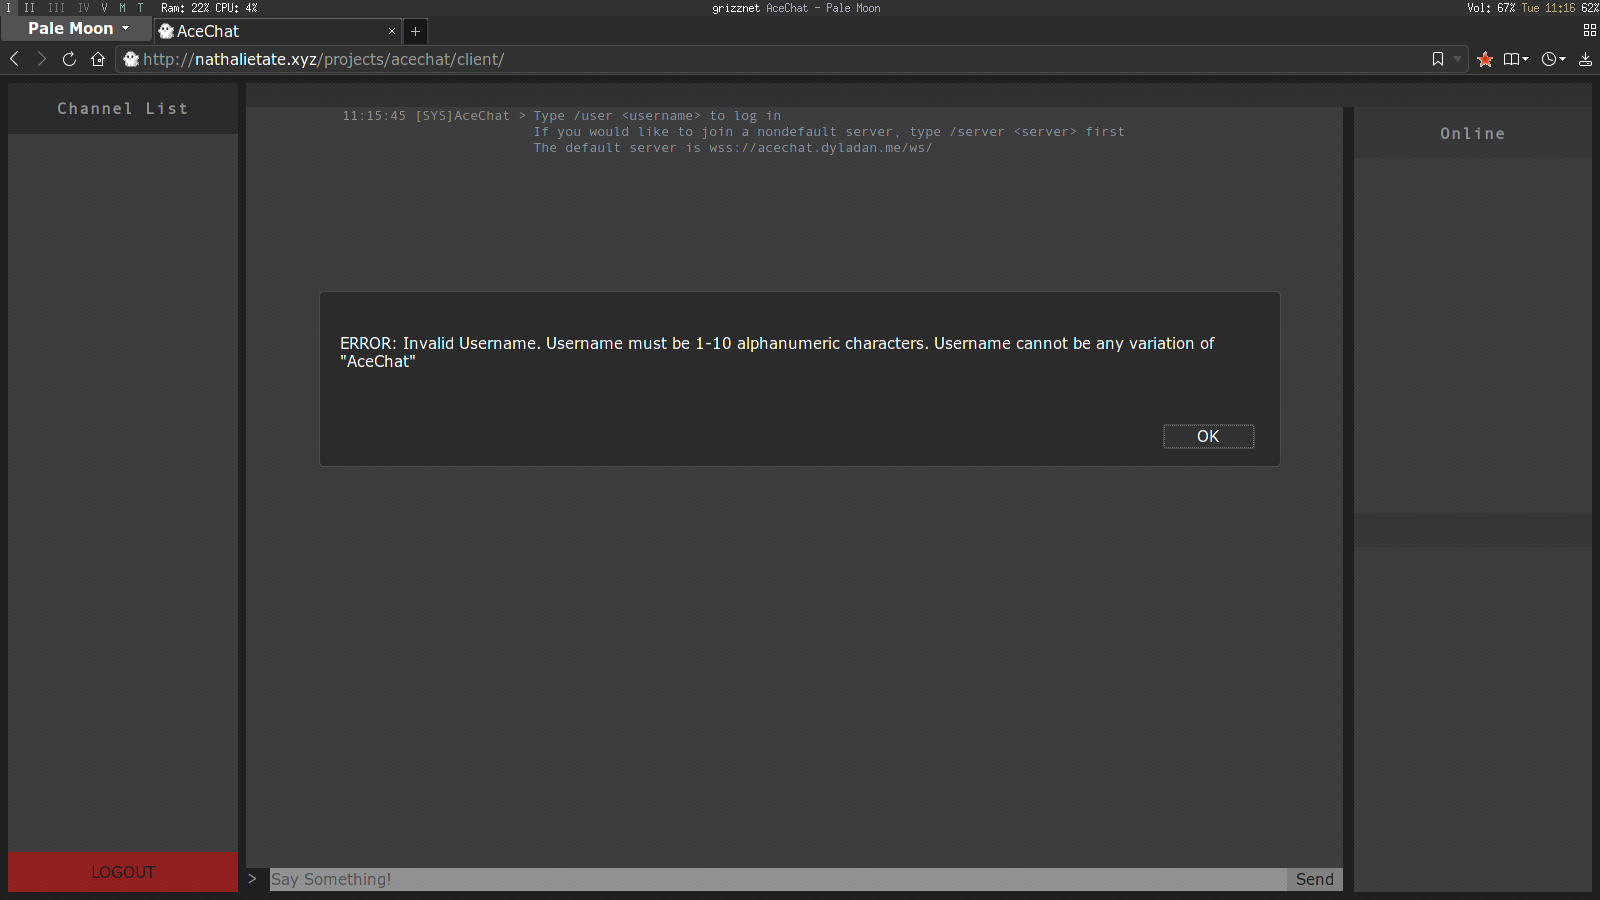 I II III IV V M T Ram: 22% CPU: 4% grizznet AceChat - Pale Moon Vol: 67% Tue 11:16 62%
Pale Moon AceChat × +
http://nathalietate.xyz/projects/acechat/client/
Channel List
11:15:45 [SYS]AceChat > Type /user <username> to log in
If you would like to join a nondefault server, type /server <server> first
The default server is wss://acechat.dyladan.me/ws/
Online
ERROR: Invalid Username. Username must be 1-10 alphanumeric characters. Username cannot be any variation of
"AceChat"
OK
LOGOUT
> Say Something! Send